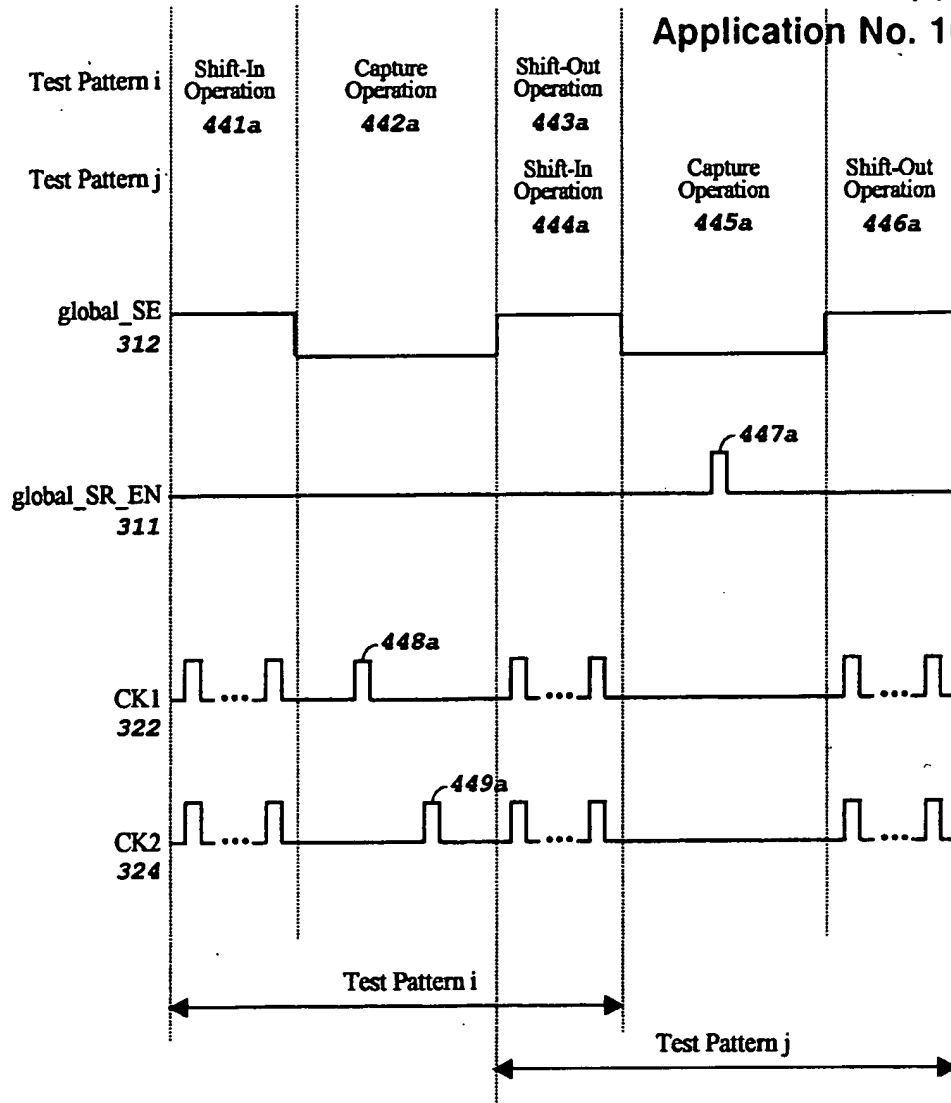 Application No. 1
Test Pattern i
Shift-In
Operation
441a
Capture
Operation
442a
Shift-Out
Operation
443a
Test Pattern j
Shift-In
Operation
444a
Capture
Operation
445a
Shift-Out
Operation
446a
global_SE
312
447a
global_SR_EN
311
448a
CK1
322
449a
CK2
324
Test Pattern i
Test Pattern j